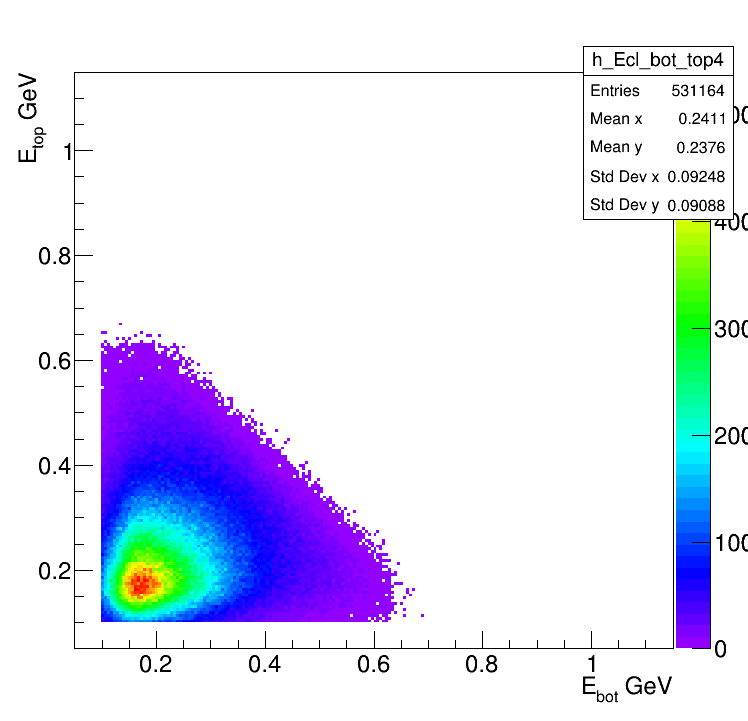 h_Ecl_bot_top4
Entries 531164
Mean x 0.2411
Mean y 0.2376
Std Dev x 0.09248
Std Dev y 0.09088
E_top GeV
1
0.8
0.6
0.4
0.2
0.2 0.4 0.6 0.8 1
E_bot GeV
400
300
200
100
0